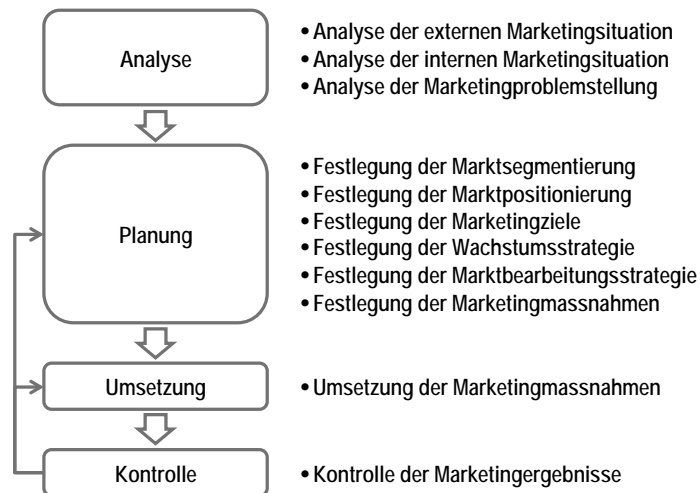 Analyse
• Analyse der externen Marketingsituation
• Analyse der internen Marketingsituation
• Analyse der Marketingproblemstellung
Planung
• Festlegung der Marktsegmentierung
• Festlegung der Marktpositionierung
• Festlegung der Marketingziele
• Festlegung der Wachstumsstrategie
• Festlegung der Marktbearbeitungsstrategie
• Festlegung der Marketingmassnahmen
Umsetzung
• Umsetzung der Marketingmassnahmen
Kontrolle
• Kontrolle der Marketingergebnisse